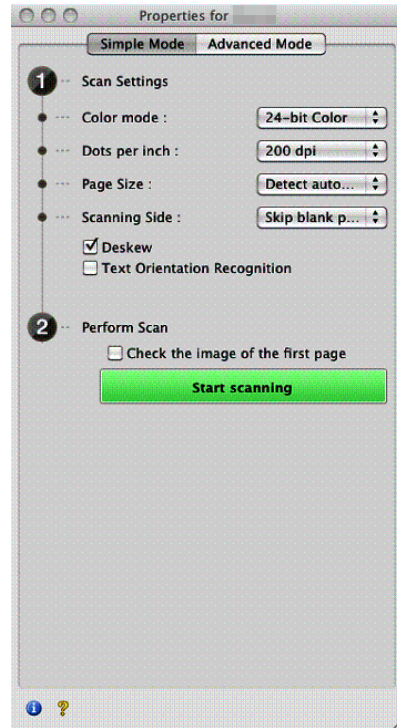 Properties for
Simple Mode Advanced Mode
1 Scan Settings
Color mode : 24-bit Color
Dots per inch : 200 dpi
Page Size : Detect auto...
Scanning Side : Skip blank p...
Deskew
Text Orientation Recognition
2 Perform Scan
Check the image of the first page
Start scanning
i ?